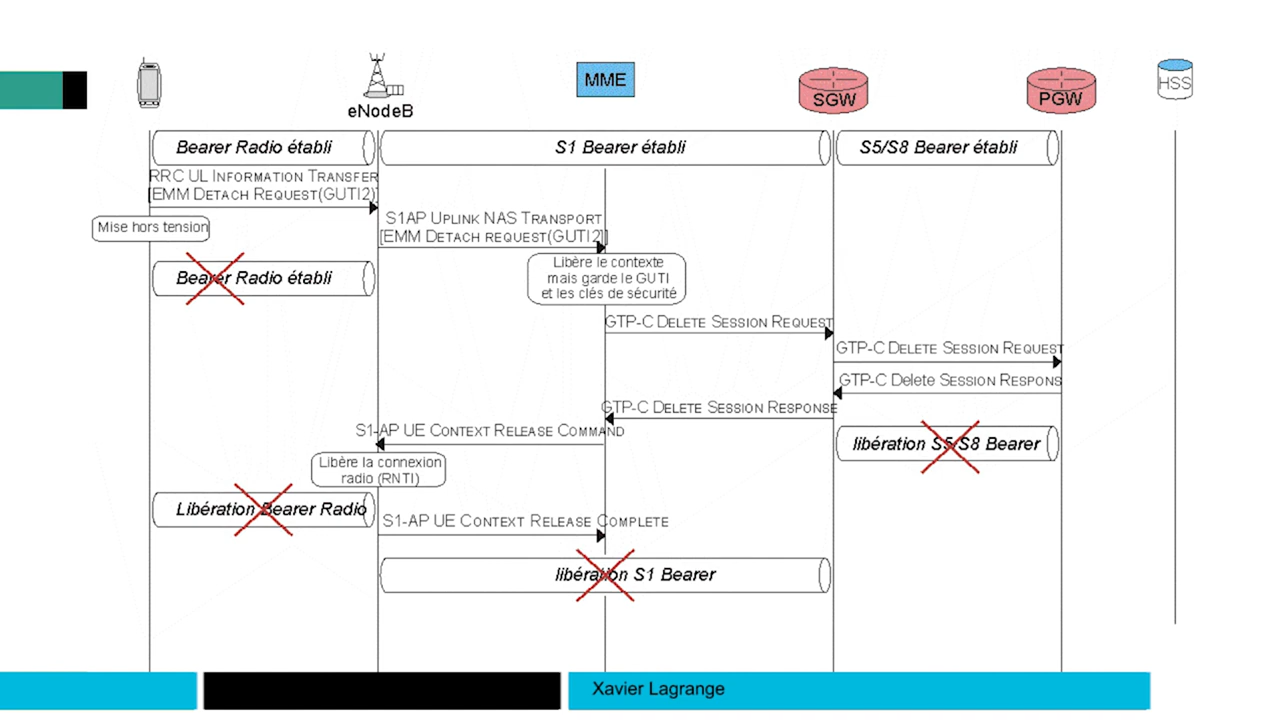 MME
SGW
PGW
HSS
eNodeB
Bearer Radio établi
S1 Bearer établi
S5/S8 Bearer établi
RRC UL INFORMATION TRANSFER
[EMM DETACH REQUEST(GUTI2)]
Mise hors tension
S1AP UPLINK NAS TRANSPORT
[EMM DETACH REQUEST(GUTI2)]
Bearer Radio établi
Libère le contexte
mais garde le GUTI
et les clés de sécurité
GTP-C DELETE SESSION REQUEST
GTP-C DELETE SESSION REQUEST
GTP-C Delete SESSION RESPONS
GTP-C DELETE SESSION RESPONSE
S1-AP UE CONTEXT RELEASE COMMAND
libération S5/S8 Bearer
Libère la connexion
radio (RNTI)
Libération Bearer Radio
S1-AP UE CONTEXT RELEASE COMPLETE
libération S1 Bearer
Xavier Lagrange